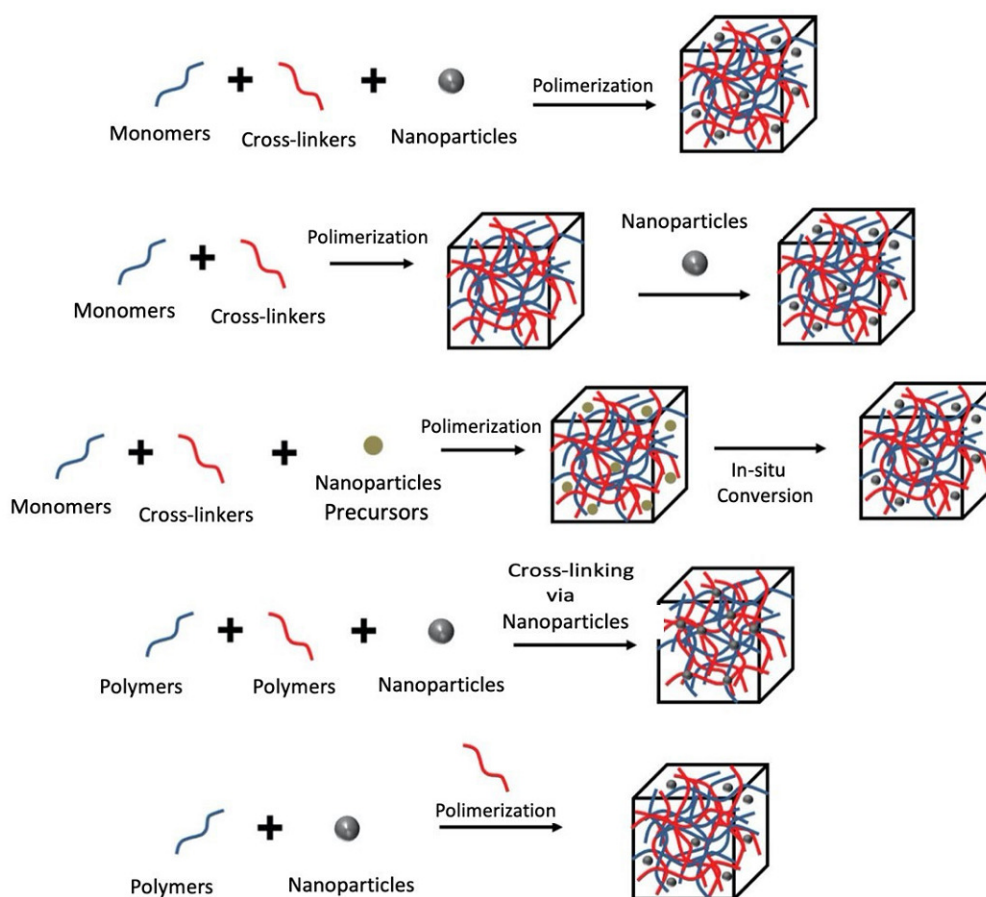 Monomers
Cross-linkers
Nanoparticles
Polimerization
Monomers
Cross-linkers
Polimerization
Nanoparticles
Monomers
Cross-linkers
Nanoparticles
Precursors
Polimerization
In-situ
Conversion
Polymers
Polymers
Nanoparticles
Cross-linking
via
Nanoparticles
Polymers
Nanoparticles
Polimerization